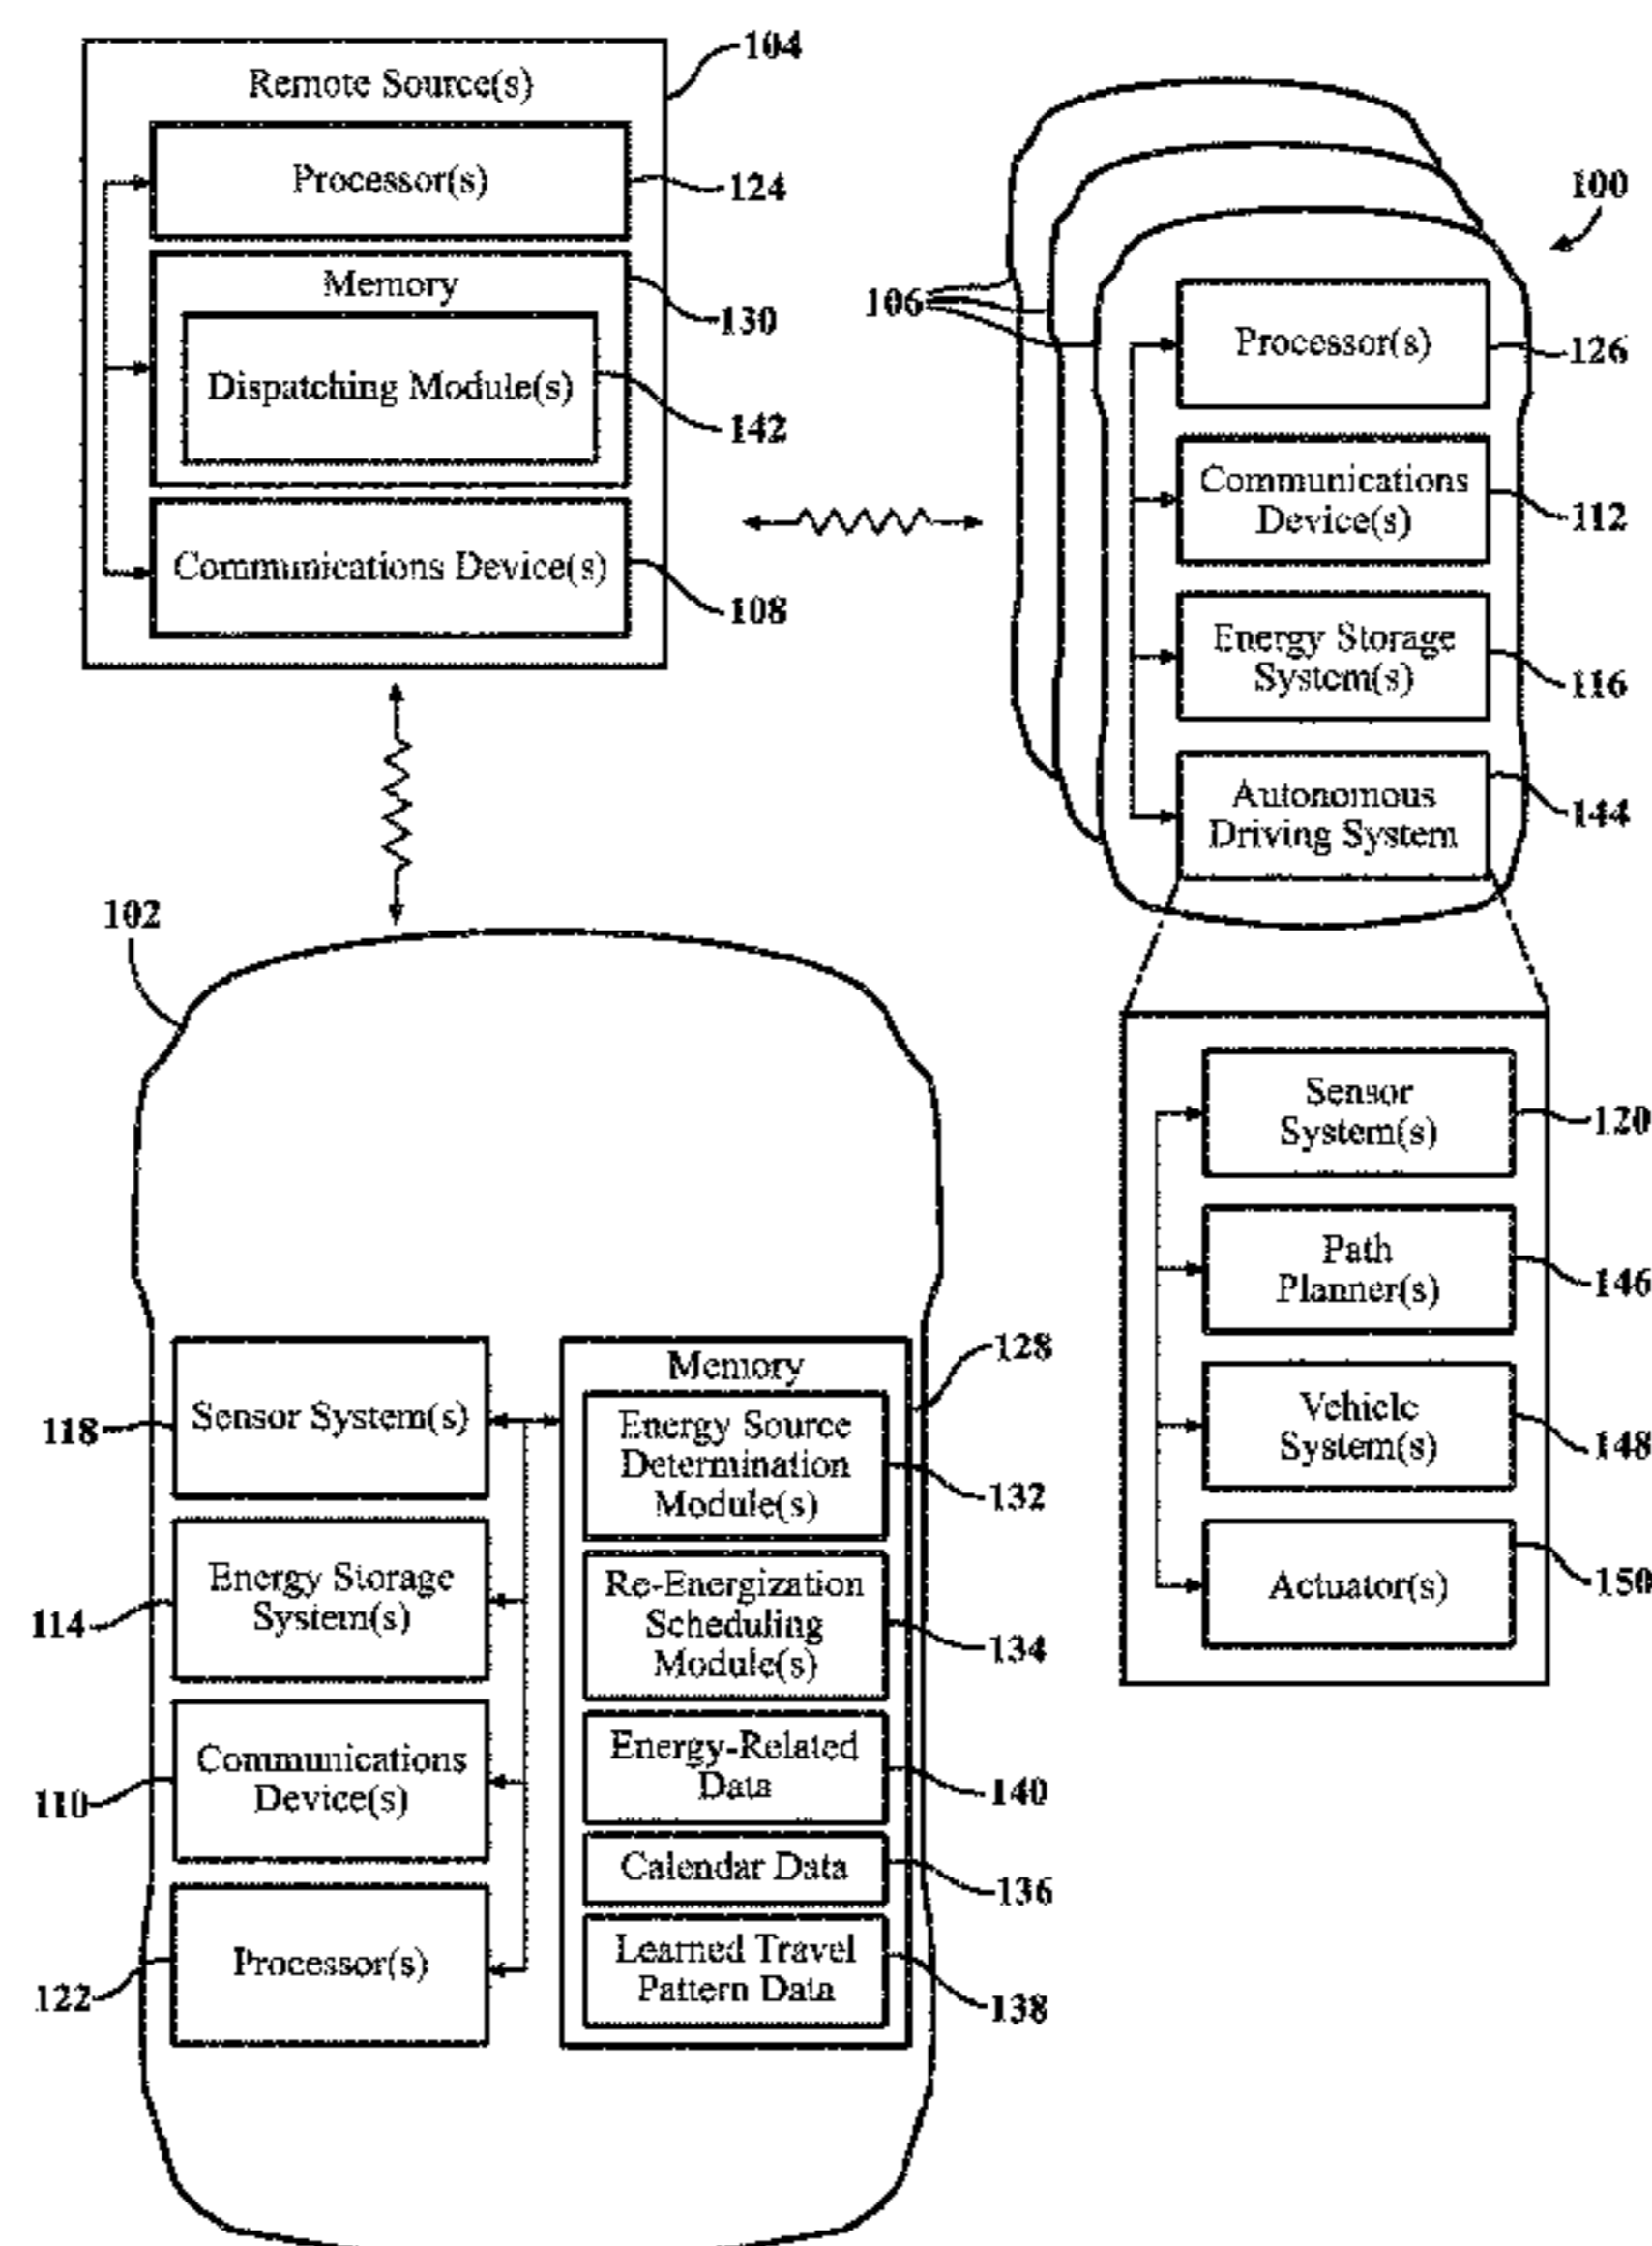 104
Remote Source(s)
Processor(s)
124
Memory
130
Dispatching Module(s)
142
Communications Device(s)
108
100
106
Processor(s)
126
Communications
Device(s)
112
Energy Storage
System(s)
116
Autonomous
Driving System
144
Sensor
System(s)
120
Path
Planner(s)
146
Vehicle
System(s)
148
Actuator(s)
150
102
Sensor System(s)
118
Energy Storage
System(s)
114
Communications
Device(s)
110
Processor(s)
122
Memory
128
Energy Source
Determination
Module(s)
132
Re-Energization
Scheduling
Module(s)
134
Energy-Related
Data
140
Calendar Data
136
Learned Travel
Pattern Data
138